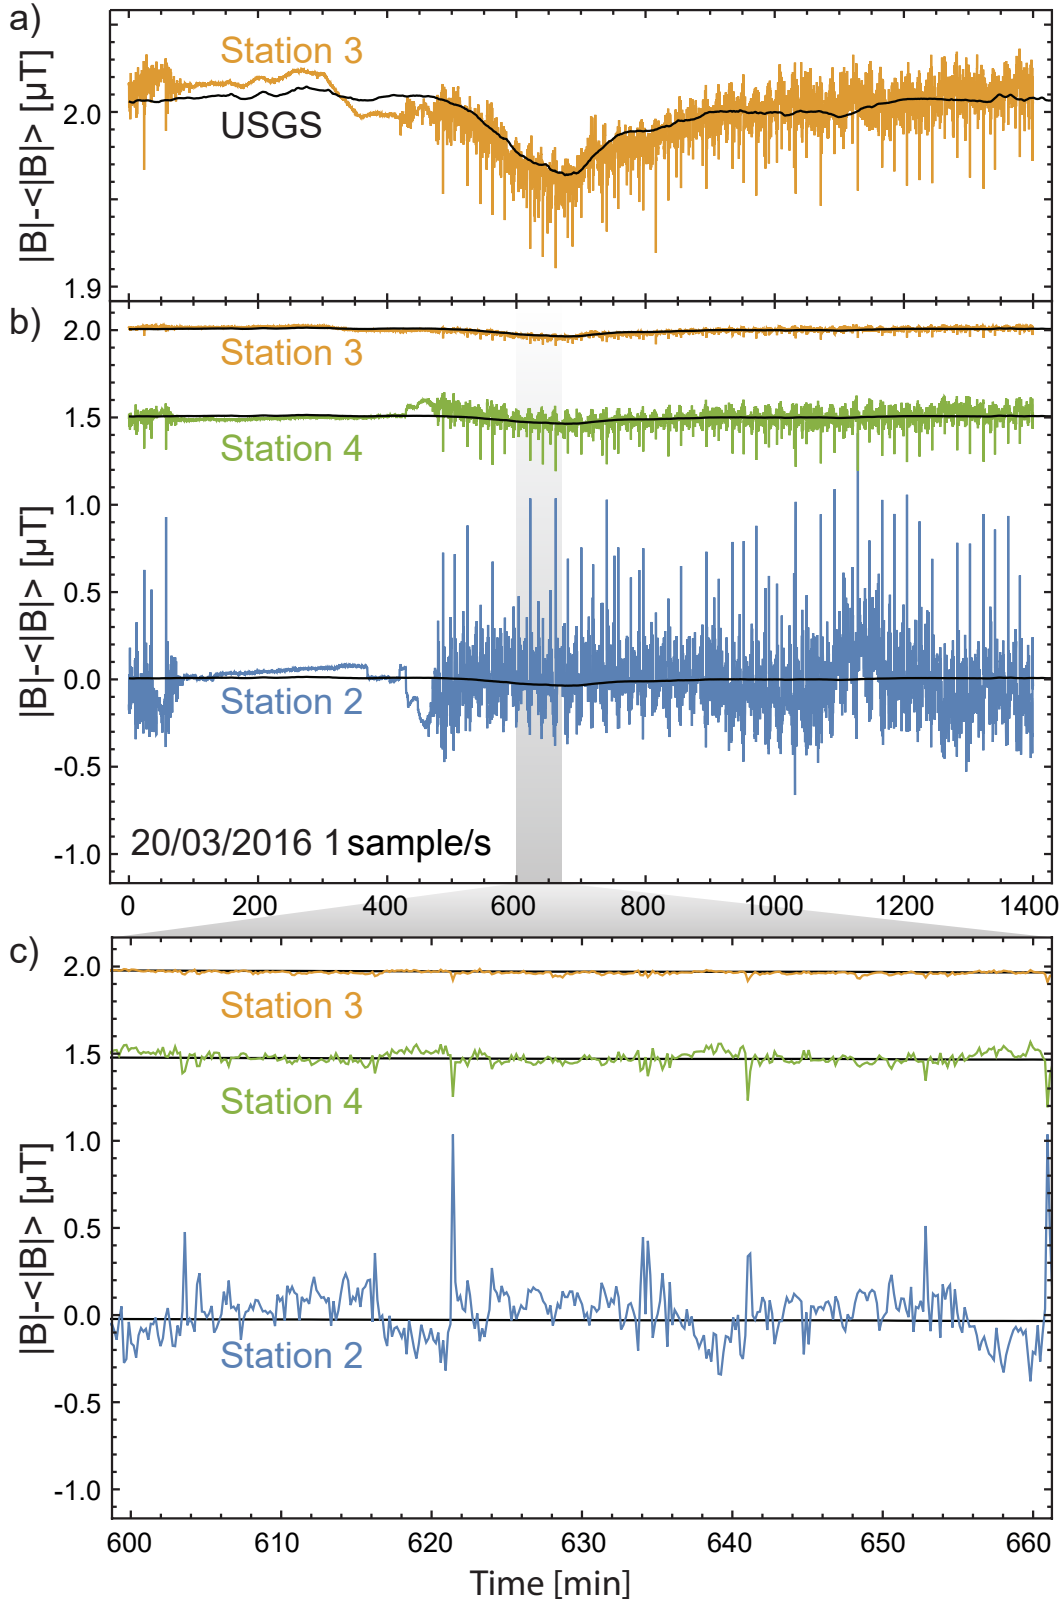 a)
Station 3
USGS
|B|-<|B|> [μT]
2.0
1.9
b)
2.0
Station 3
1.5
Station 4
1.0
|B|-<|B|> [μT]
0.5
0.0
Station 2
-0.5
20/03/2016 1 sample/s
-1.0
0 200 400 600 800 1000 1200 1400
c)
2.0
Station 3
1.5
Station 4
1.0
|B|-<|B|> [μT]
0.5
0.0
Station 2
-0.5
-1.0
600 610 620 630 640 650 660
Time [min]